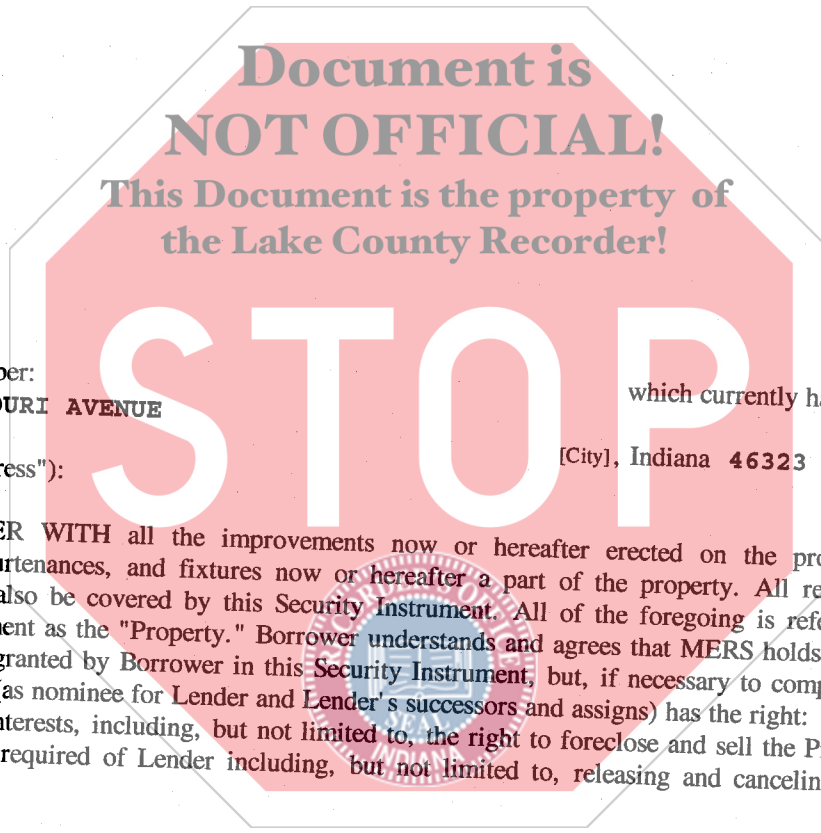 Document is
NOT OFFICIAL!
This Document is the property of
the Lake County Recorder!
STOP
ber:
which currently ha
OURI AVENUE
[City], Indiana 46323
ress"):
ER WITH all the improvements now or hereafter erected on the pro
urtenances, and fixtures now or hereafter a part of the property. All re
also be covered by this Security Instrument. All of the foregoing is refe
ent as the "Property." Borrower understands and agrees that MERS holds
granted by Borrower in this Security Instrument, but, if necessary to comp
(as nominee for Lender and Lender's successors and assigns) has the right:
nterests, including, but not limited to, the right to foreclose and sell the P
required of Lender including, but not limited to, releasing and cancelin
SEAL
INDIANA